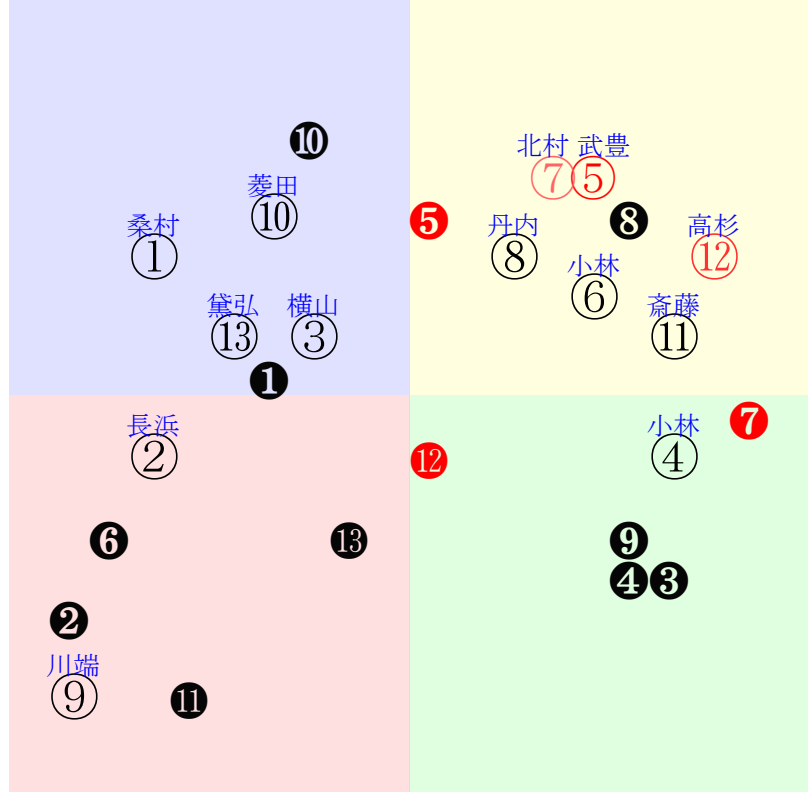 ❿
北村 武豊
⑦⑤
菱田
⑩
❺
❽
桑村
丹内
高杉
①
⑧
⑫
小林
⑥
黛弘
横山
斎藤
⑬
③
⑪
❶
長浜
小林
❼
②
④
⓬
❻
⓭
❾
❹❸
❷
川端
⑨
⓫